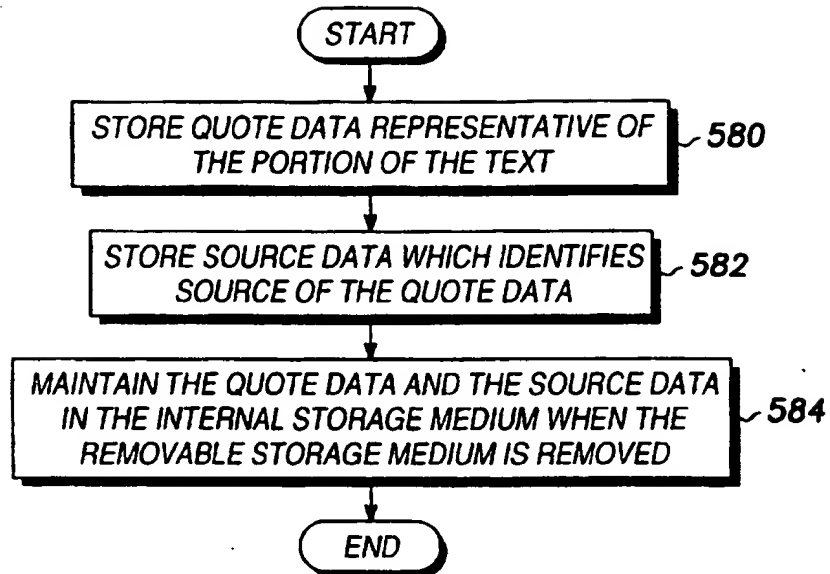 START
STORE QUOTE DATA REPRESENTATIVE OF
THE PORTION OF THE TEXT
580
STORE SOURCE DATA WHICH IDENTIFIES
SOURCE OF THE QUOTE DATA
582
MAINTAIN THE QUOTE DATA AND THE SOURCE DATA
IN THE INTERNAL STORAGE MEDIUM WHEN THE
REMOVABLE STORAGE MEDIUM IS REMOVED
584
END